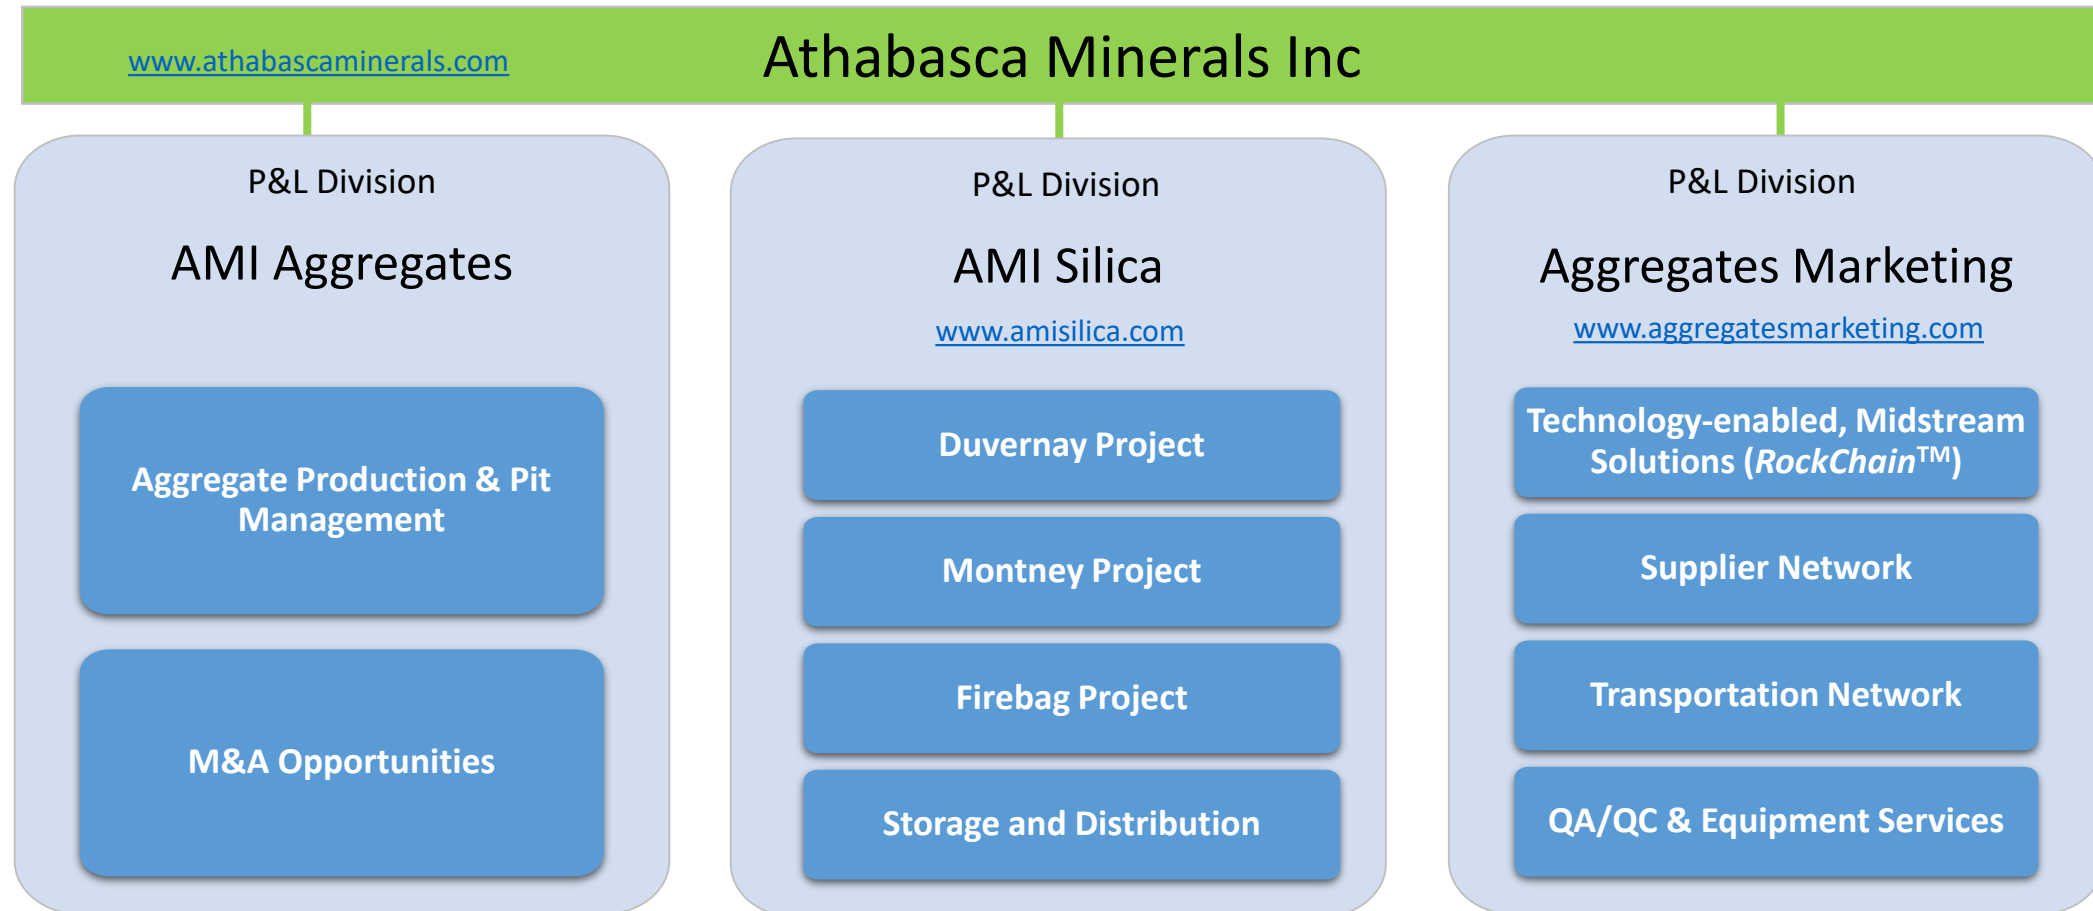 www.athabascaminerals.com
Athabasca Minerals Inc
P&L Division
AMI Aggregates
Aggregate Production & Pit
Management
M&A Opportunities
P&L Division
AMI Silica
www.amisilica.com
Duvernay Project
Montney Project
Firebag Project
Storage and Distribution
P&L Division
Aggregates Marketing
www.aggregatesmarketing.com
Technology-enabled, Midstream
Solutions (RockChain™)
Supplier Network
Transportation Network
QA/QC & Equipment Services